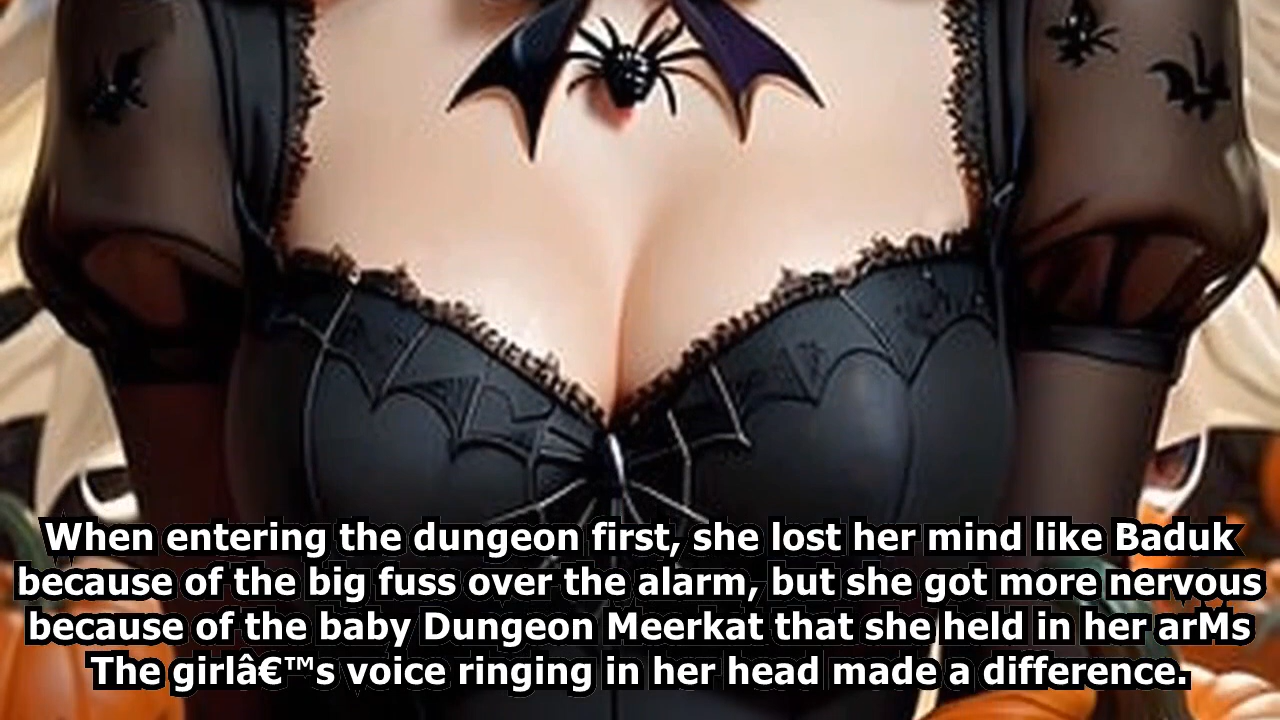 When entering the dungeon first, she lost her mind like Baduk
because of the big fuss over the alarm, but she got more nervous
because of the baby Dungeon Meerkat that she held in her arMs
The girlâ€™s voice ringing in her head made a difference.